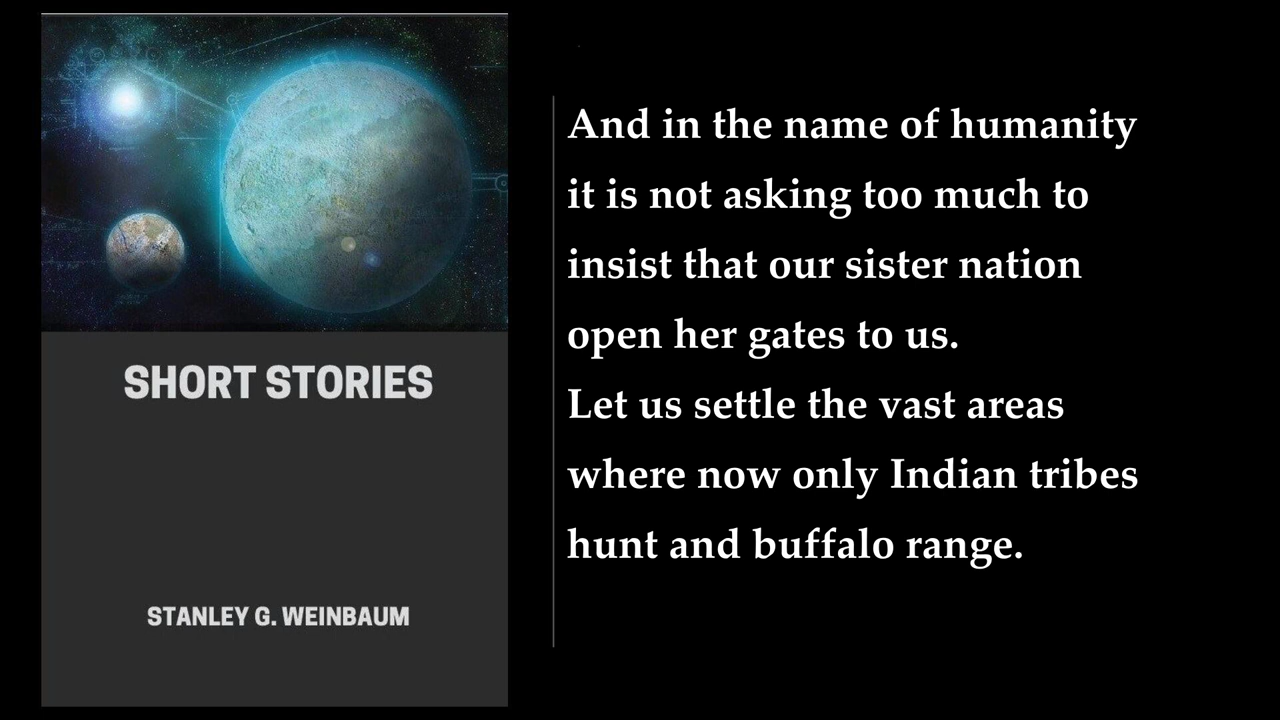 SHORT STORIES
STANLEY G. WEINBAUM
And in the name of humanity
it is not asking too much to
insist that our sister nation
open her gates to us.
Let us settle the vast areas
where now only Indian tribes
hunt and buffalo range.